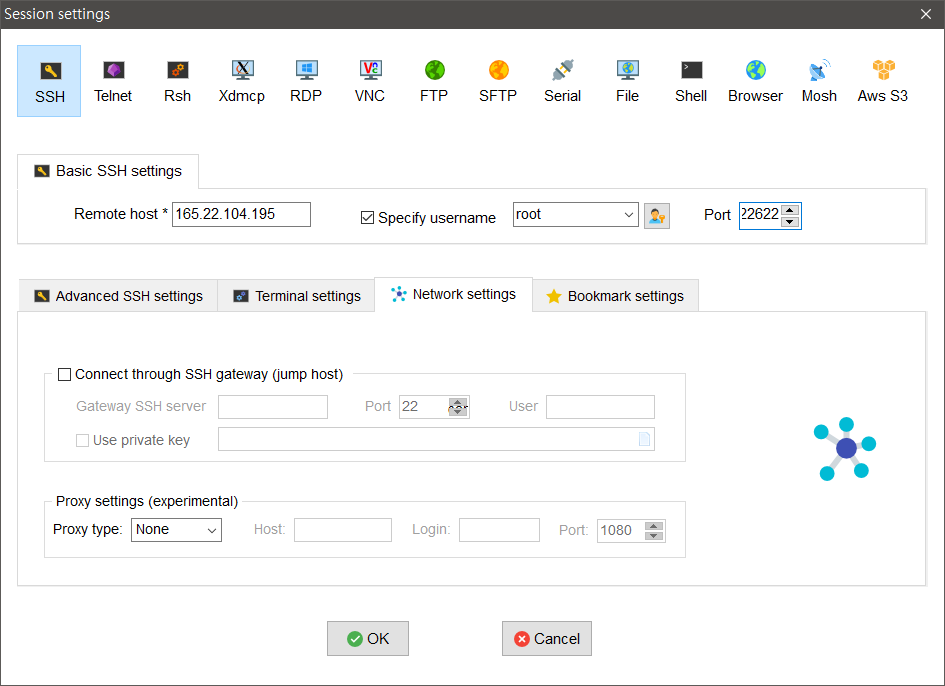 Session settings
SSH Telnet Rsh Xdmcp RDP VNC FTP SFTP Serial File Shell Browser Mosh Aws S3
Basic SSH settings
Remote host * 165.22.104.195 Specify username root Port 22622
Advanced SSH settings Terminal settings Network settings Bookmark settings
Connect through SSH gateway (jump host)
Gateway SSH server Port 22 User
Use private key
Proxy settings (experimental)
Proxy type: None Host: Login: Port: 1080
OK Cancel